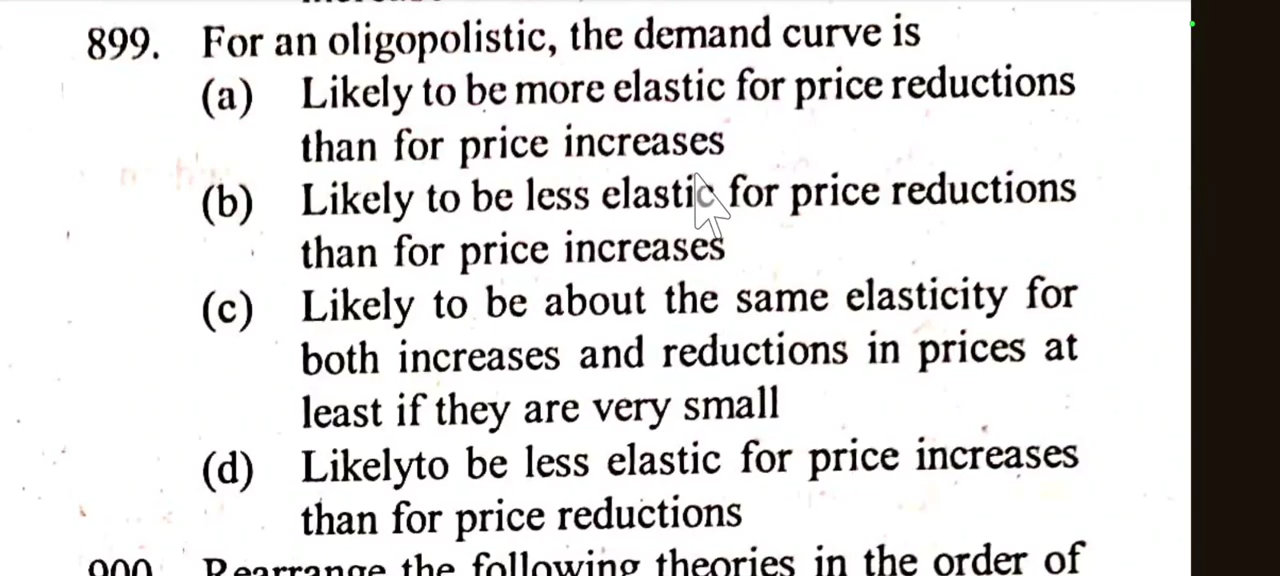 899. For an oligopolistic, the demand curve is
(a) Likely to be more elastic for price reductions
than for price increases
(b) Likely to be less elastic for price reductions
than for price increases
(c) Likely to be about the same elasticity for
both increases and reductions in prices at
least if they are very small
(d) Likelyto be less elastic for price increases
than for price reductions
900. Rearrange the following theories in the order of